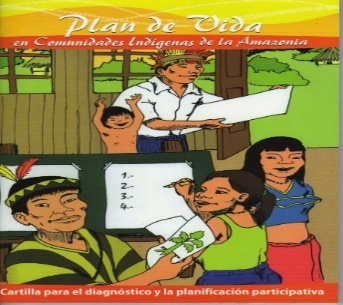 Plan de Vida
en Comunidades Indígenas de la Amazonia
1.-
2.-
3.-
4.-
Cartilla para el diagnóstico y la planificación participativa